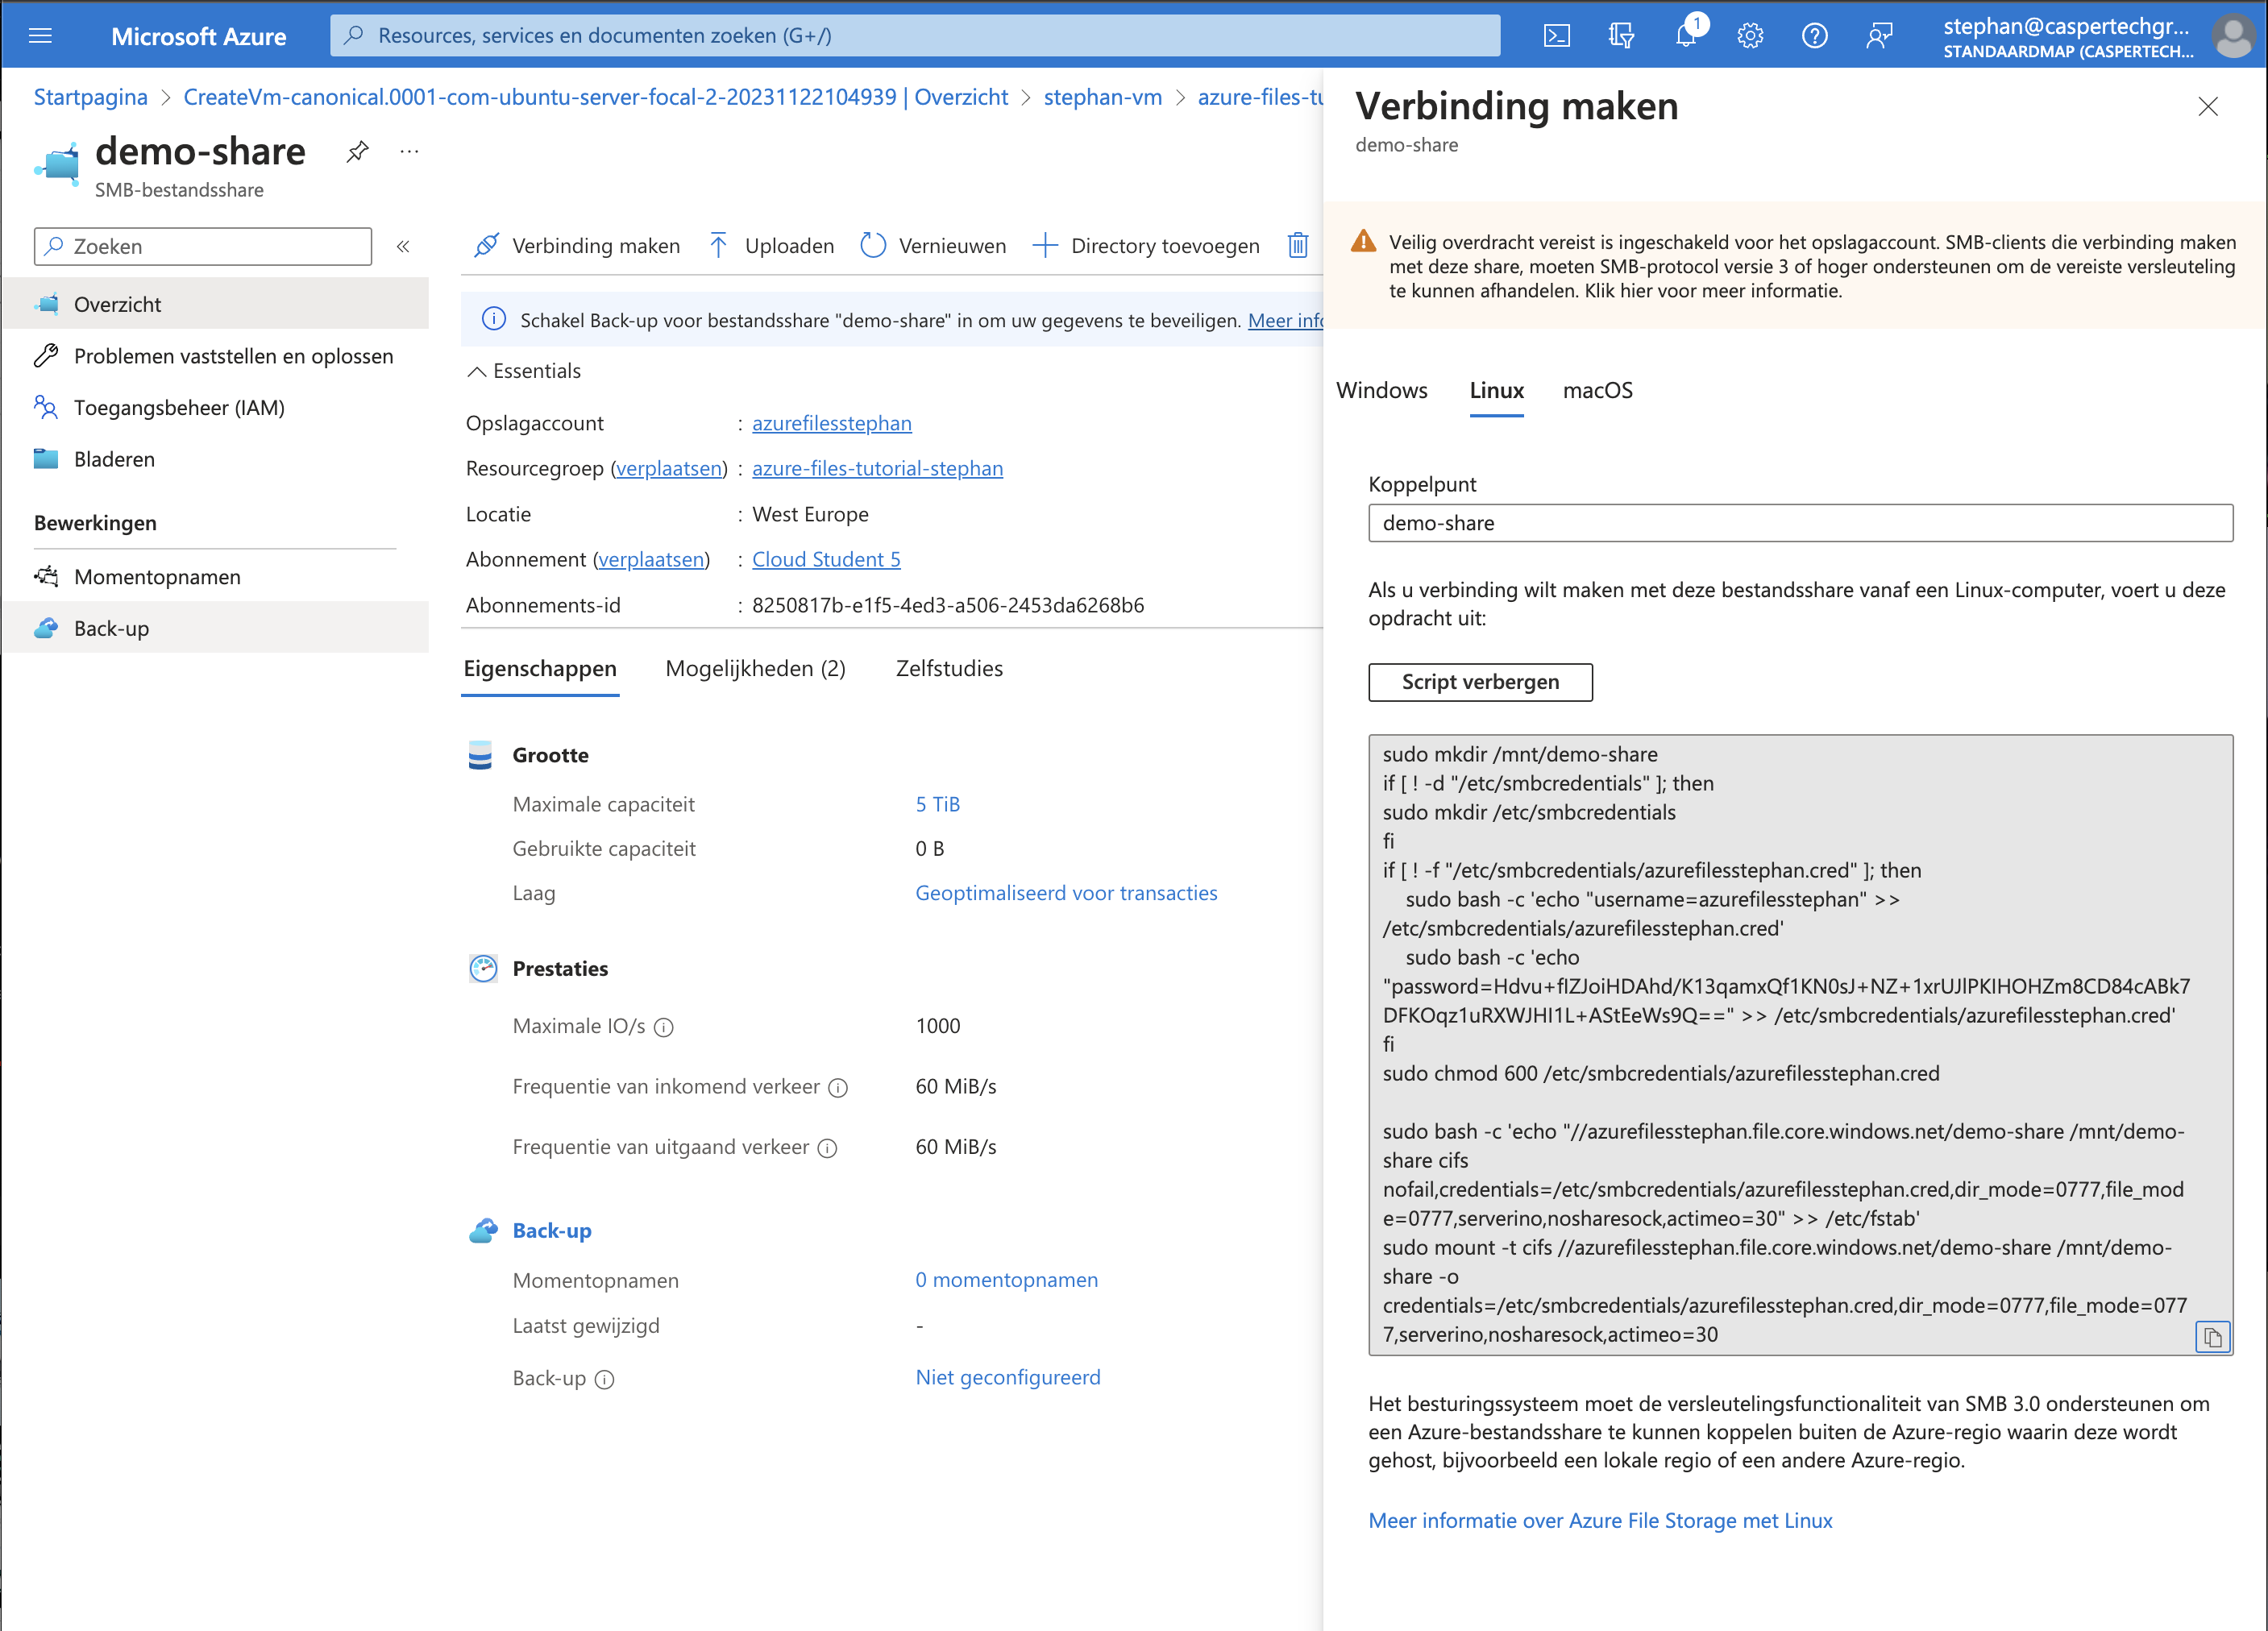 Microsoft Azure
Resources, services en documenten zoeken (G+/)
1
stephan@caspertechgr...
STANDAARDMAP (CASPERTECH...
Startpagina > CreateVm-canonical.0001-com-ubuntu-server-focal-2-20231122104939 | Overzicht > stephan-vm > azure-files-tu
demo-share
...
SMB-bestandsshare
Zoeken
«
Overzicht
Problemen vaststellen en oplossen
Toegangsbeheer (IAM)
Bladeren
Bewerkingen
Momentopnamen
Back-up
Verbinding maken
Uploaden
Vernieuwen
Directory toevoegen
Schakel Back-up voor bestandsshare "demo-share" in om uw gegevens te beveiligen. Meer info
Essentials
Opslagaccount : azurefilesstephan
Resourcegroep (verplaatsen) : azure-files-tutorial-stephan
Locatie : West Europe
Abonnement (verplaatsen) : Cloud Student 5
Abonnements-id : 8250817b-e1f5-4ed3-a506-2453da6268b6
Eigenschappen Mogelijkheden (2) Zelfstudies
Grootte
Maximale capaciteit 5 TiB
Gebruikte capaciteit 0 B
Laag Geoptimaliseerd voor transacties
Prestaties
Maximale IO/s 1000
Frequentie van inkomend verkeer 60 MiB/s
Frequentie van uitgaand verkeer 60 MiB/s
Back-up
Momentopnamen 0 momentopnamen
Laatst gewijzigd -
Back-up Niet geconfigureerd
Verbinding maken
demo-share
Veilig overdracht vereist is ingeschakeld voor het opslagaccount. SMB-clients die verbinding maken
met deze share, moeten SMB-protocol versie 3 of hoger ondersteunen om de vereiste versleuteling
te kunnen afhandelen. Klik hier voor meer informatie.
Windows Linux macOS
Koppelpunt
demo-share
Als u verbinding wilt maken met deze bestandsshare vanaf een Linux-computer, voert u deze
opdracht uit:
Script verbergen
sudo mkdir /mnt/demo-share
if [ ! -d "/etc/smbcredentials" ]; then
sudo mkdir /etc/smbcredentials
fi
if [ ! -f "/etc/smbcredentials/azurefilesstephan.cred" ]; then
sudo bash -c 'echo "username=azurefilesstephan" >>
/etc/smbcredentials/azurefilesstephan.cred'
sudo bash -c 'echo
"password=Hdvu+fIZJoiHDAhd/K13qamxQf1KN0sJ+NZ+1xrUJlPKIHOHZm8CD84cABk7
DFKOqz1uRXWJHI1L+AStEeWs9Q==" >> /etc/smbcredentials/azurefilesstephan.cred'
fi
sudo chmod 600 /etc/smbcredentials/azurefilesstephan.cred
sudo bash -c 'echo "//azurefilesstephan.file.core.windows.net/demo-share /mnt/demo-
share cifs
nofail,credentials=/etc/smbcredentials/azurefilesstephan.cred,dir_mode=0777,file_mod
e=0777,serverino,nosharesock,actimeo=30" >> /etc/fstab'
sudo mount -t cifs //azurefilesstephan.file.core.windows.net/demo-share /mnt/demo-
share -o
credentials=/etc/smbcredentials/azurefilesstephan.cred,dir_mode=0777,file_mode=077
7,serverino,nosharesock,actimeo=30
Het besturingssysteem moet de versleutelingsfunctionaliteit van SMB 3.0 ondersteunen om
een Azure-bestandsshare te kunnen koppelen buiten de Azure-regio waarin deze wordt
gehost, bijvoorbeeld een lokale regio of een andere Azure-regio.
Meer informatie over Azure File Storage met Linux